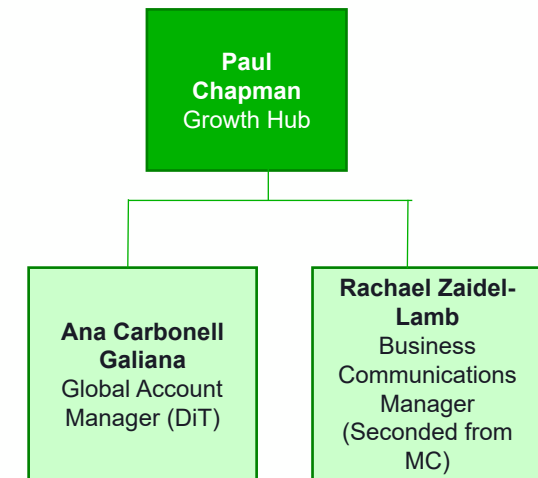 Paul
Chapman
Growth Hub
Ana Carbonell
Galiana
Global Account
Manager (DiT)
Rachael Zaidel-
Lamb
Business
Communications
Manager
(Seconded from
MC)